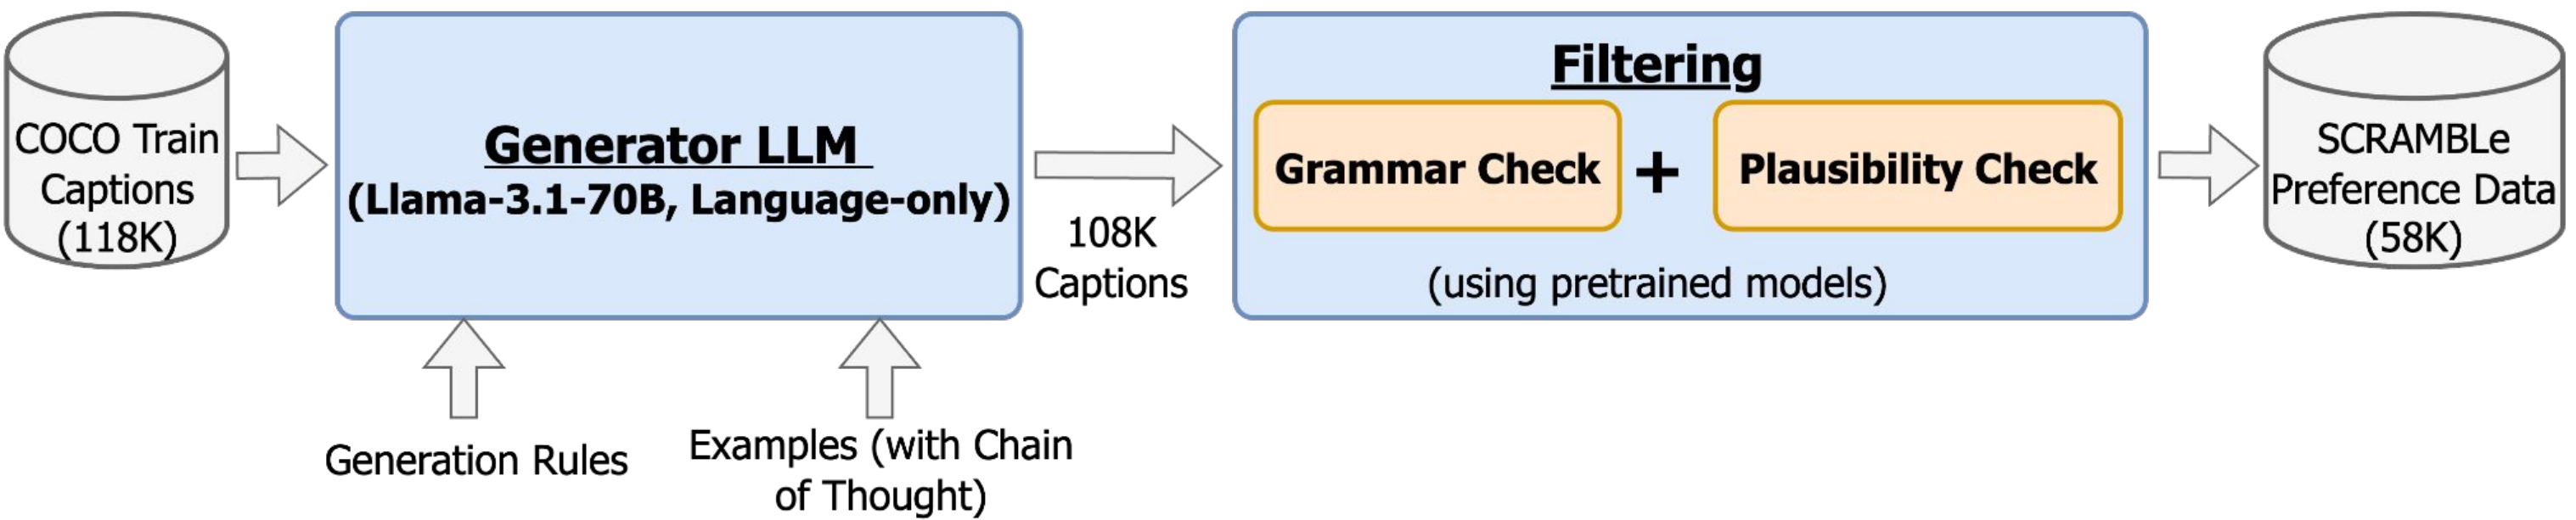 COCO Train
Captions
(118K)
Generator LLM
(Llama-3.1-70B, Language-only)
Generation Rules
Examples (with Chain
of Thought)
108K
Captions
Filtering
Grammar Check
+
Plausibility Check
(using pretrained models)
SCRAMBLe
Preference Data
(58K)